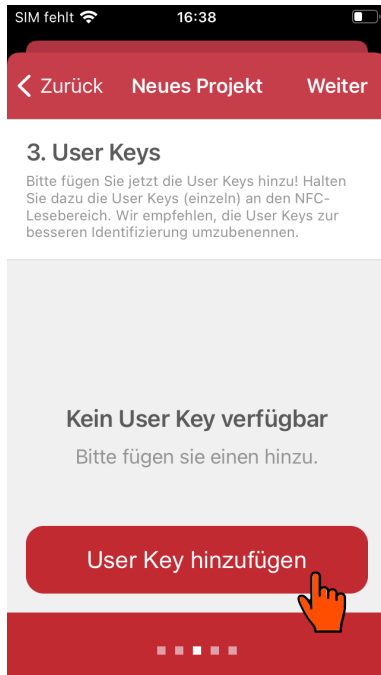 SIM fehlt 16:38
Zurück Neues Projekt Weiter
3. User Keys
Bitte fügen Sie jetzt die User Keys hinzu! Halten
Sie dazu die User Keys (einzeln) an den NFC-
Lesebereich. Wir empfehlen, die User Keys zur
besseren Identifizierung umzubenennen.
Kein User Key verfügbar
Bitte fügen sie einen hinzu.
User Key hinzufügen